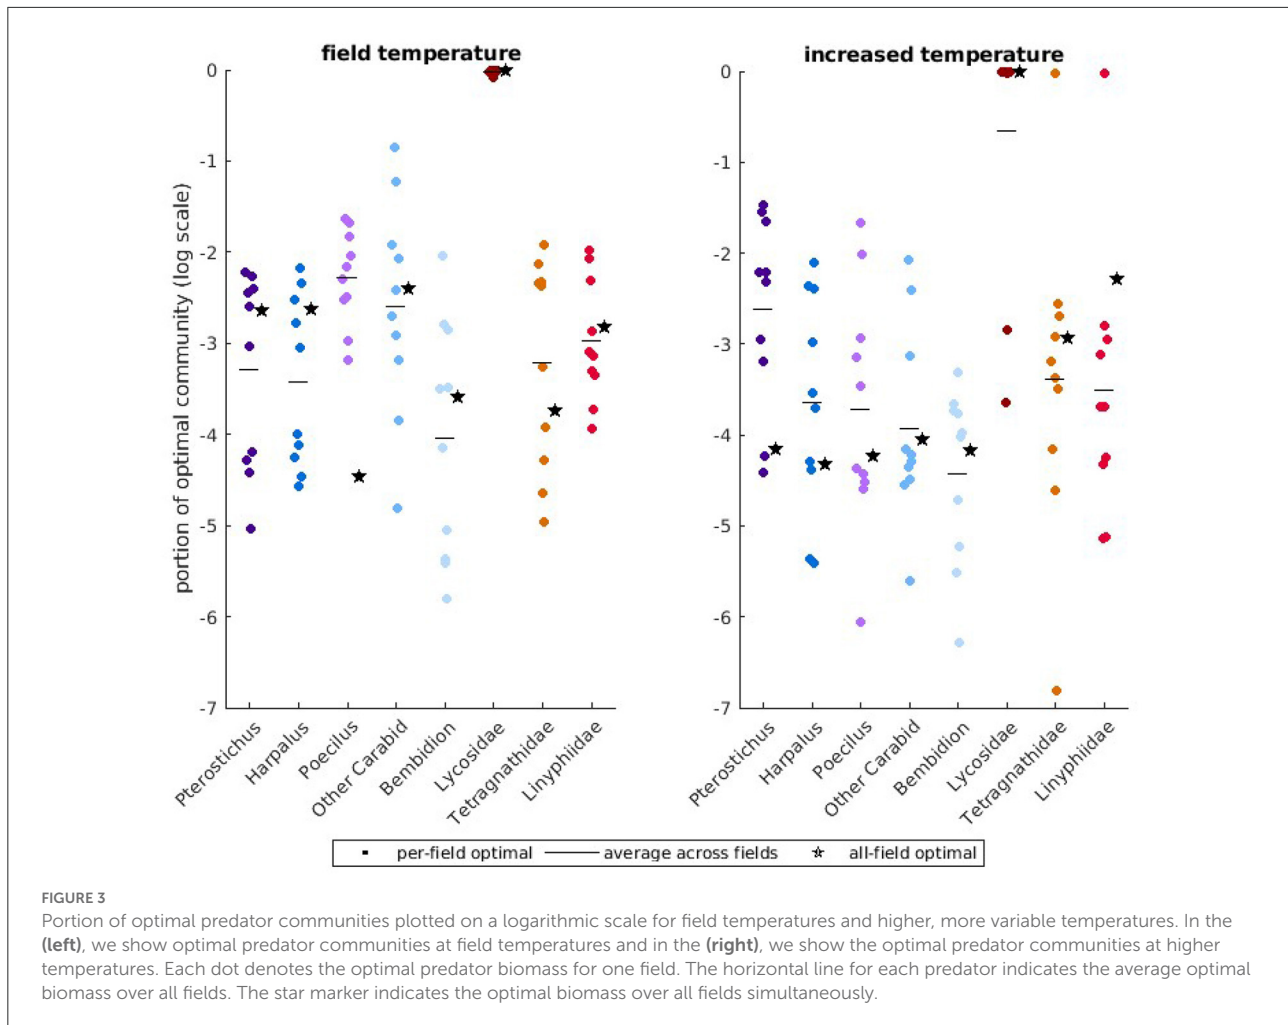 field temperature
increased temperature
portion of optimal community (log scale)
0
-1
-2
-3
-4
-5
-6
-7
Pterostichus
Harpalus
Poecilus
Other Carabid
Bembidion
Lycosidae
Tetragnathidae
Linyphiidae
0
-1
-2
-3
-4
-5
-6
-7
Pterostichus
Harpalus
Poecilus
Other Carabid
Bembidion
Lycosidae
Tetragnathidae
Linyphiidae
per-field optimal average across fields all-field optimal
FIGURE 3
Portion of optimal predator communities plotted on a logarithmic scale for field temperatures and higher, more variable temperatures. In the
(left), we show optimal predator communities at field temperatures and in the (right), we show the optimal predator communities at higher
temperatures. Each dot denotes the optimal predator biomass for one field. The horizontal line for each predator indicates the average optimal
biomass over all fields. The star marker indicates the optimal biomass over all fields simultaneously.